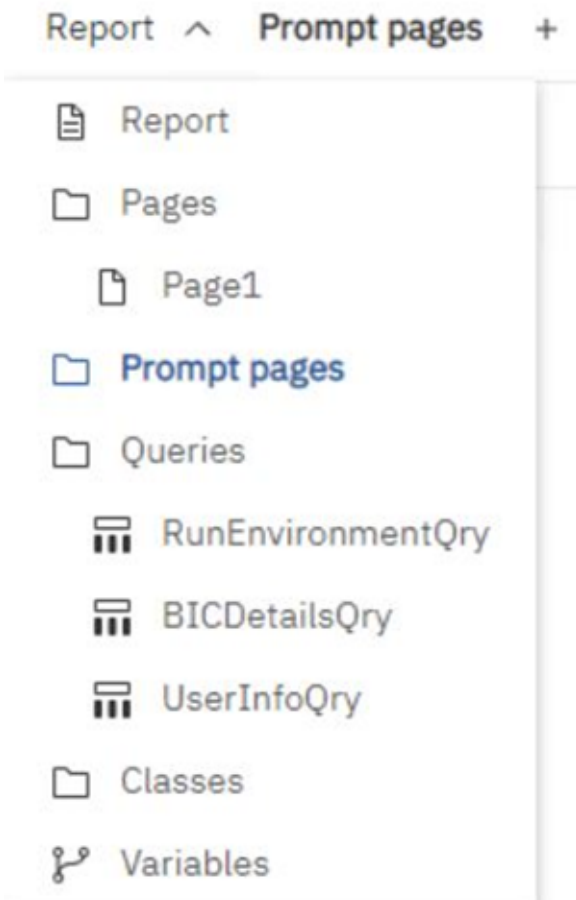 Report Prompt pages +
Report
Pages
Page1
Prompt pages
Queries
RunEnvironmentQry
BICDetailsQry
UserInfoQry
Classes
Variables